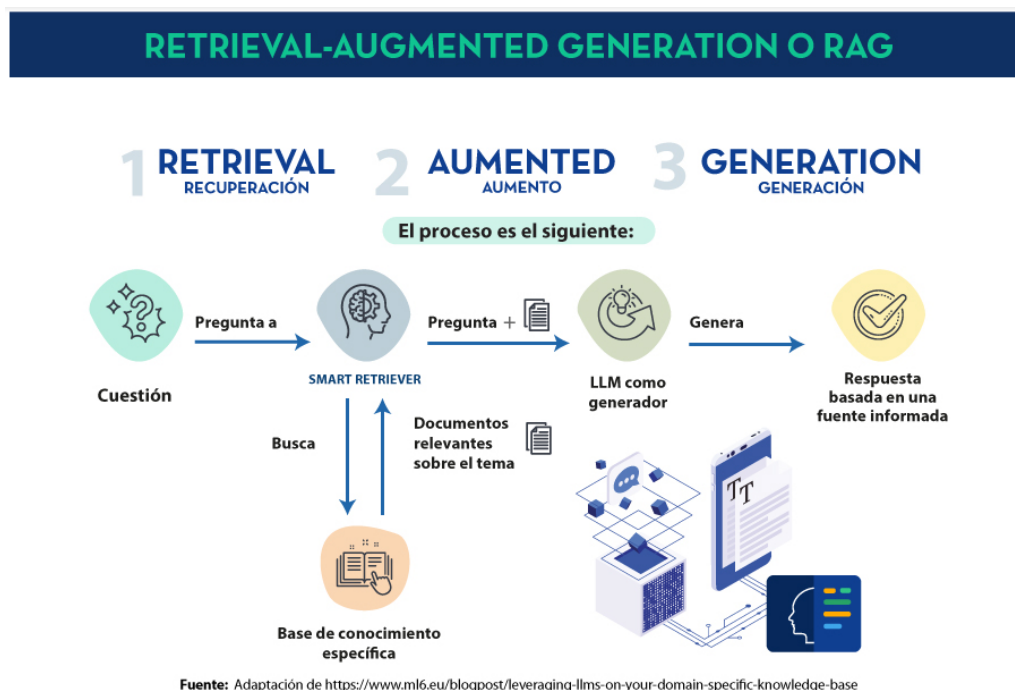 RETRIEVAL-AUGMENTED GENERATION O RAG
1 RETRIEVAL
RECUPERACIÓN
2 AUMENTED
AUMENTO
3 GENERATION
GENERACIÓN
El proceso es el siguiente:
Cuestión
Pregunta a
SMART RETRIEVER
Pregunta +
LLM como
generador
Genera
Respuesta
basada en una
fuente informada
Busca
Documentos
relevantes
sobre el tema
Base de conocimiento
específica
TT
Fuente: Adaptación de https://www.ml6.eu/blogpost/leveraging-llms-on-your-domain-specific-knowledge-base